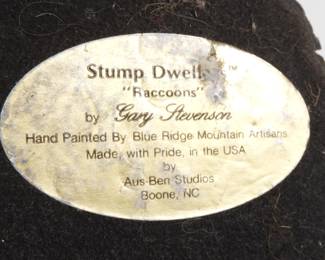 Stump Dwell
"Raccoons"
by Gary Stevenson
Hand Painted By Blue Ridge Mountain Artisans
Made, with Pride, in the USA
by
Aus-Ben Studios
Boone, NC